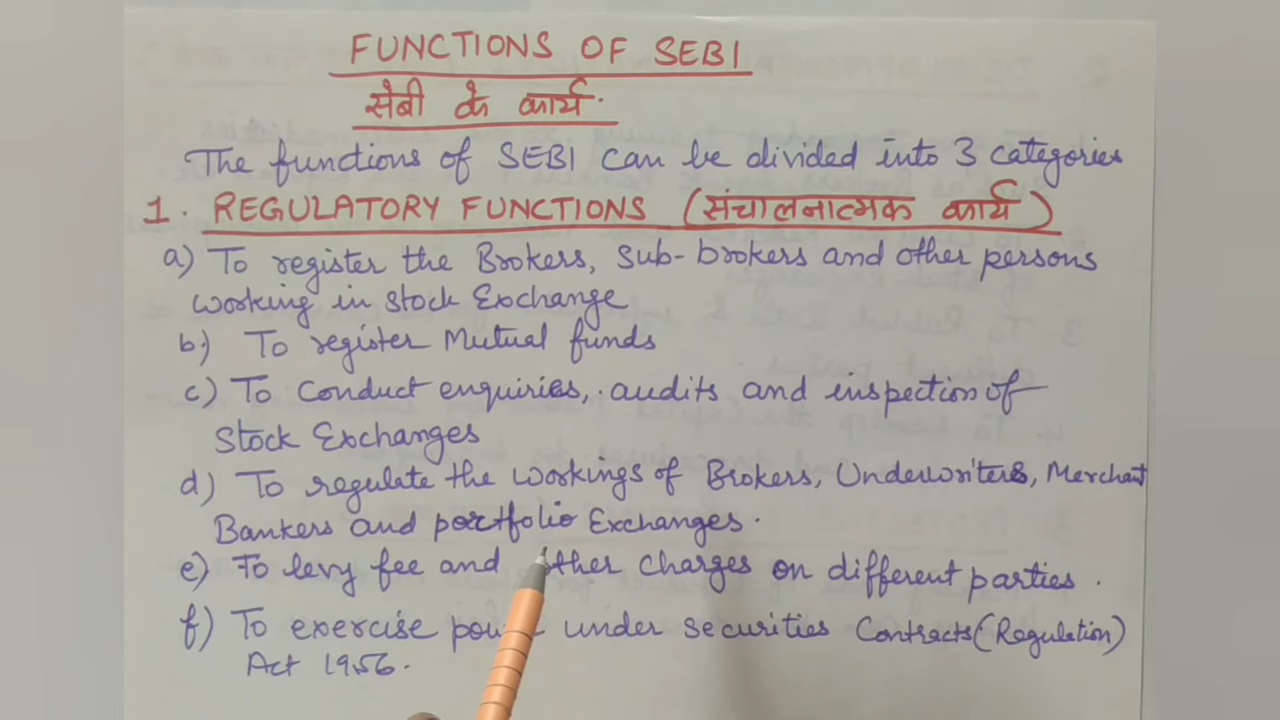 FUNCTIONS OF SEBI
सेबी के कार्य.
The functions of SEBI can be divided into 3 categories
1. REGULATORY FUNCTIONS (संचालनात्मक कार्य)
a) To register the Brokers, Sub-brokers and other persons
working in stock Exchange
b.) To register Mutual funds
c) To Conduct enquiries, audits and inspection of
Stock Exchanges
d) To regulate the workings of Brokers, Underwriters, Merchant
Bankers and portfolio Exchanges.
e) To levy fee and other charges on different parties.
f) To exercise under securities Contracts (Regulation)
Act 1956.